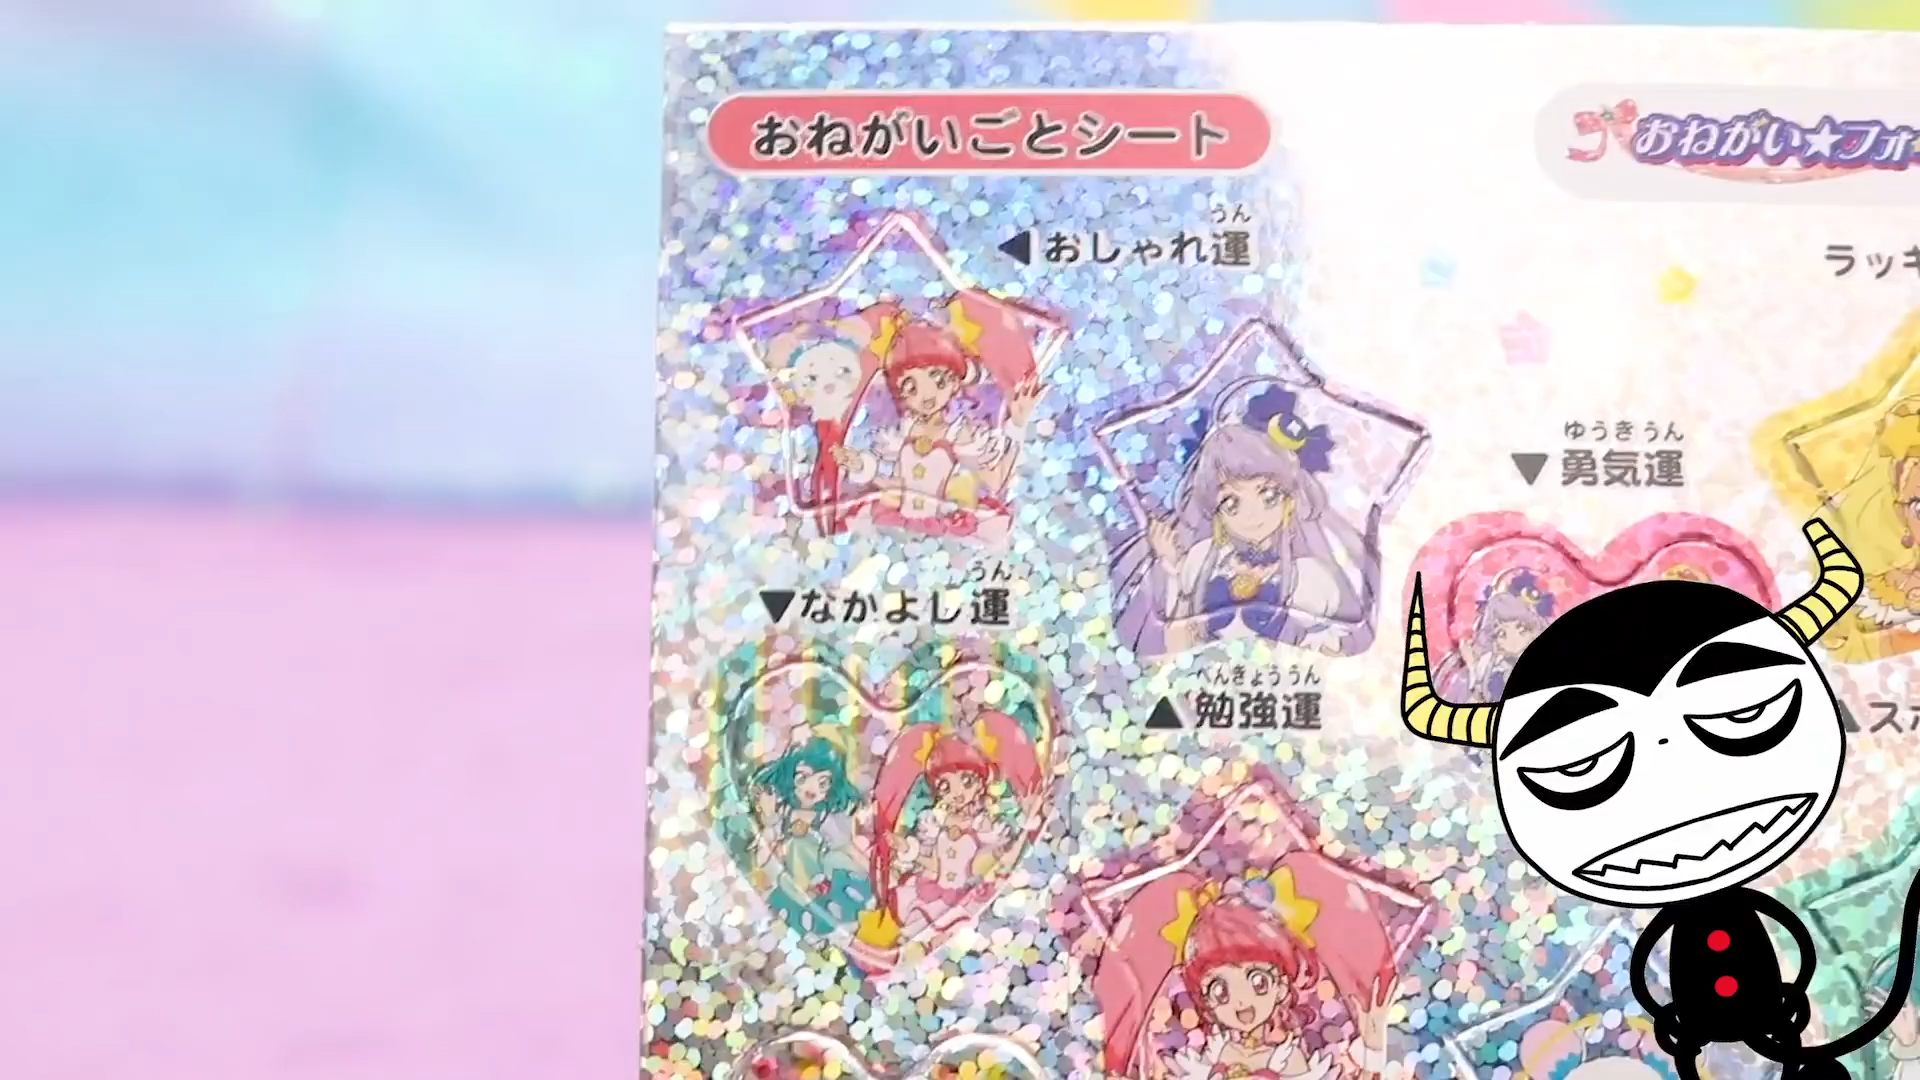 おねがいごとシート
おねがい★フォ
うん
◀おしゃれ運
ラッキ
ゆうきうん
▼勇気運
うん
▼なかよし運
べんきょううん
▲勉強運
▲スポ